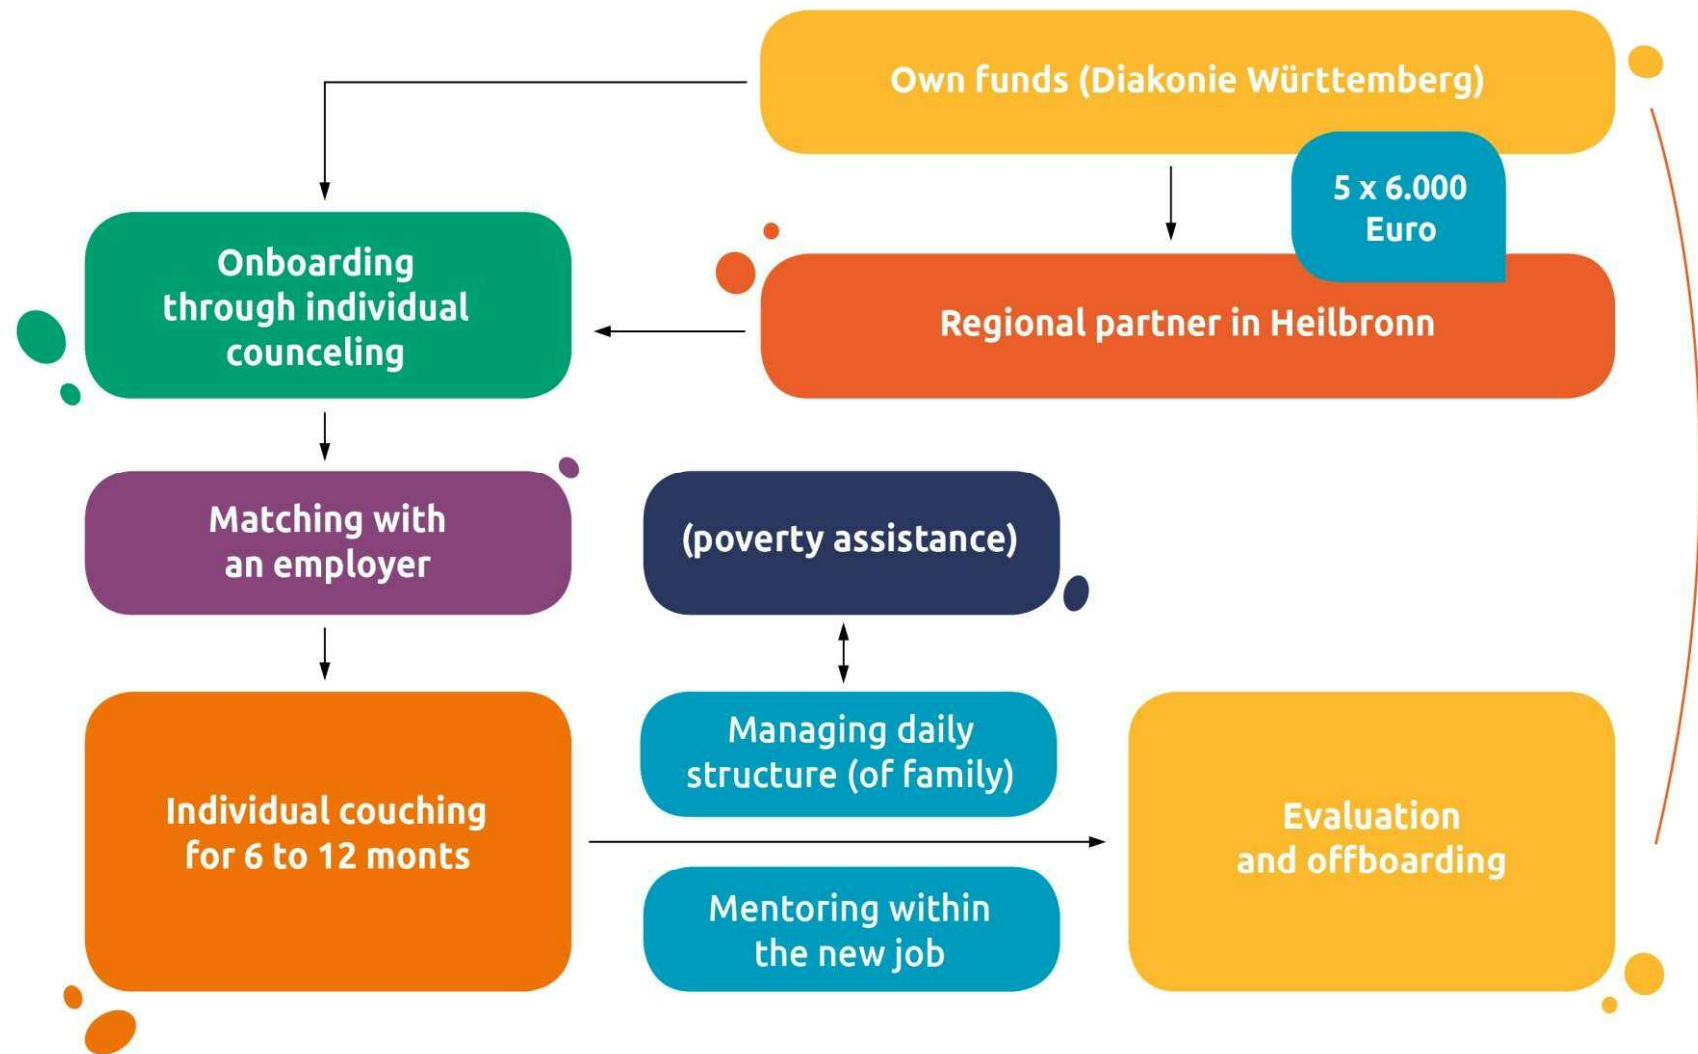 Own funds (Diakonie Württemberg)
5 x 6.000
Euro
Onboarding
through individual
counceling
Regional partner in Heilbronn
Matching with
an employer
(poverty assistance)
Individual couching
for 6 to 12 monts
Managing daily
structure (of family)
Mentoring within
the new job
Evaluation
and offboarding